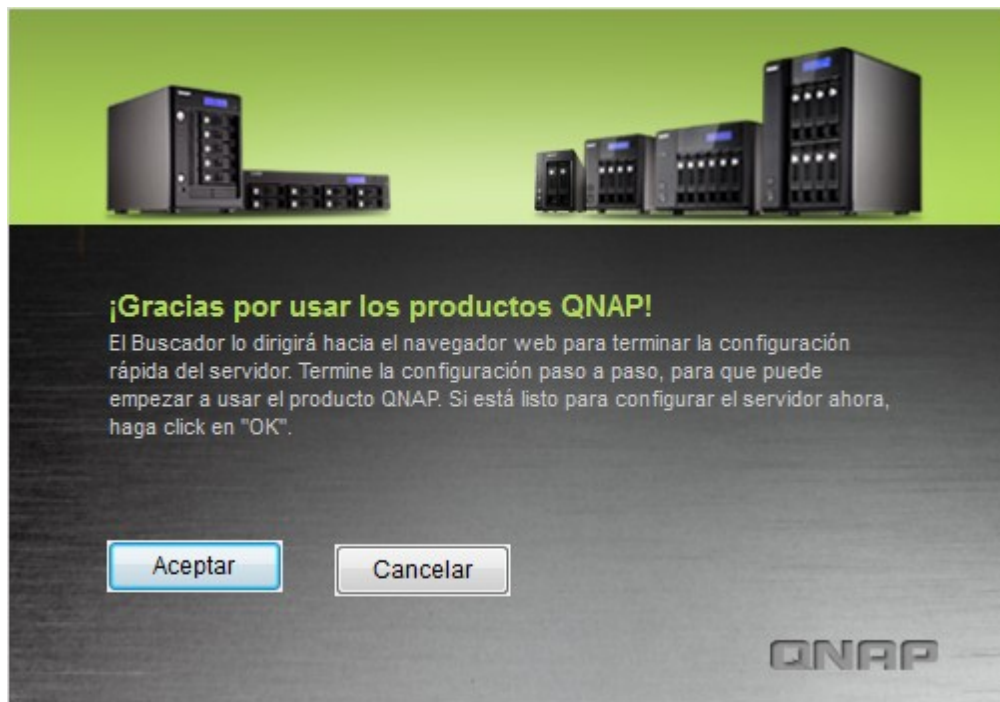 ¡Gracias por usar los productos QNAP!
El Buscador lo dirigirá hacia el navegador web para terminar la configuración
rápida del servidor. Termine la configuración paso a paso, para que puede
empezar a usar el producto QNAP. Si está listo para configurar el servidor ahora,
haga click en "OK".
Aceptar
Cancelar
QNAP